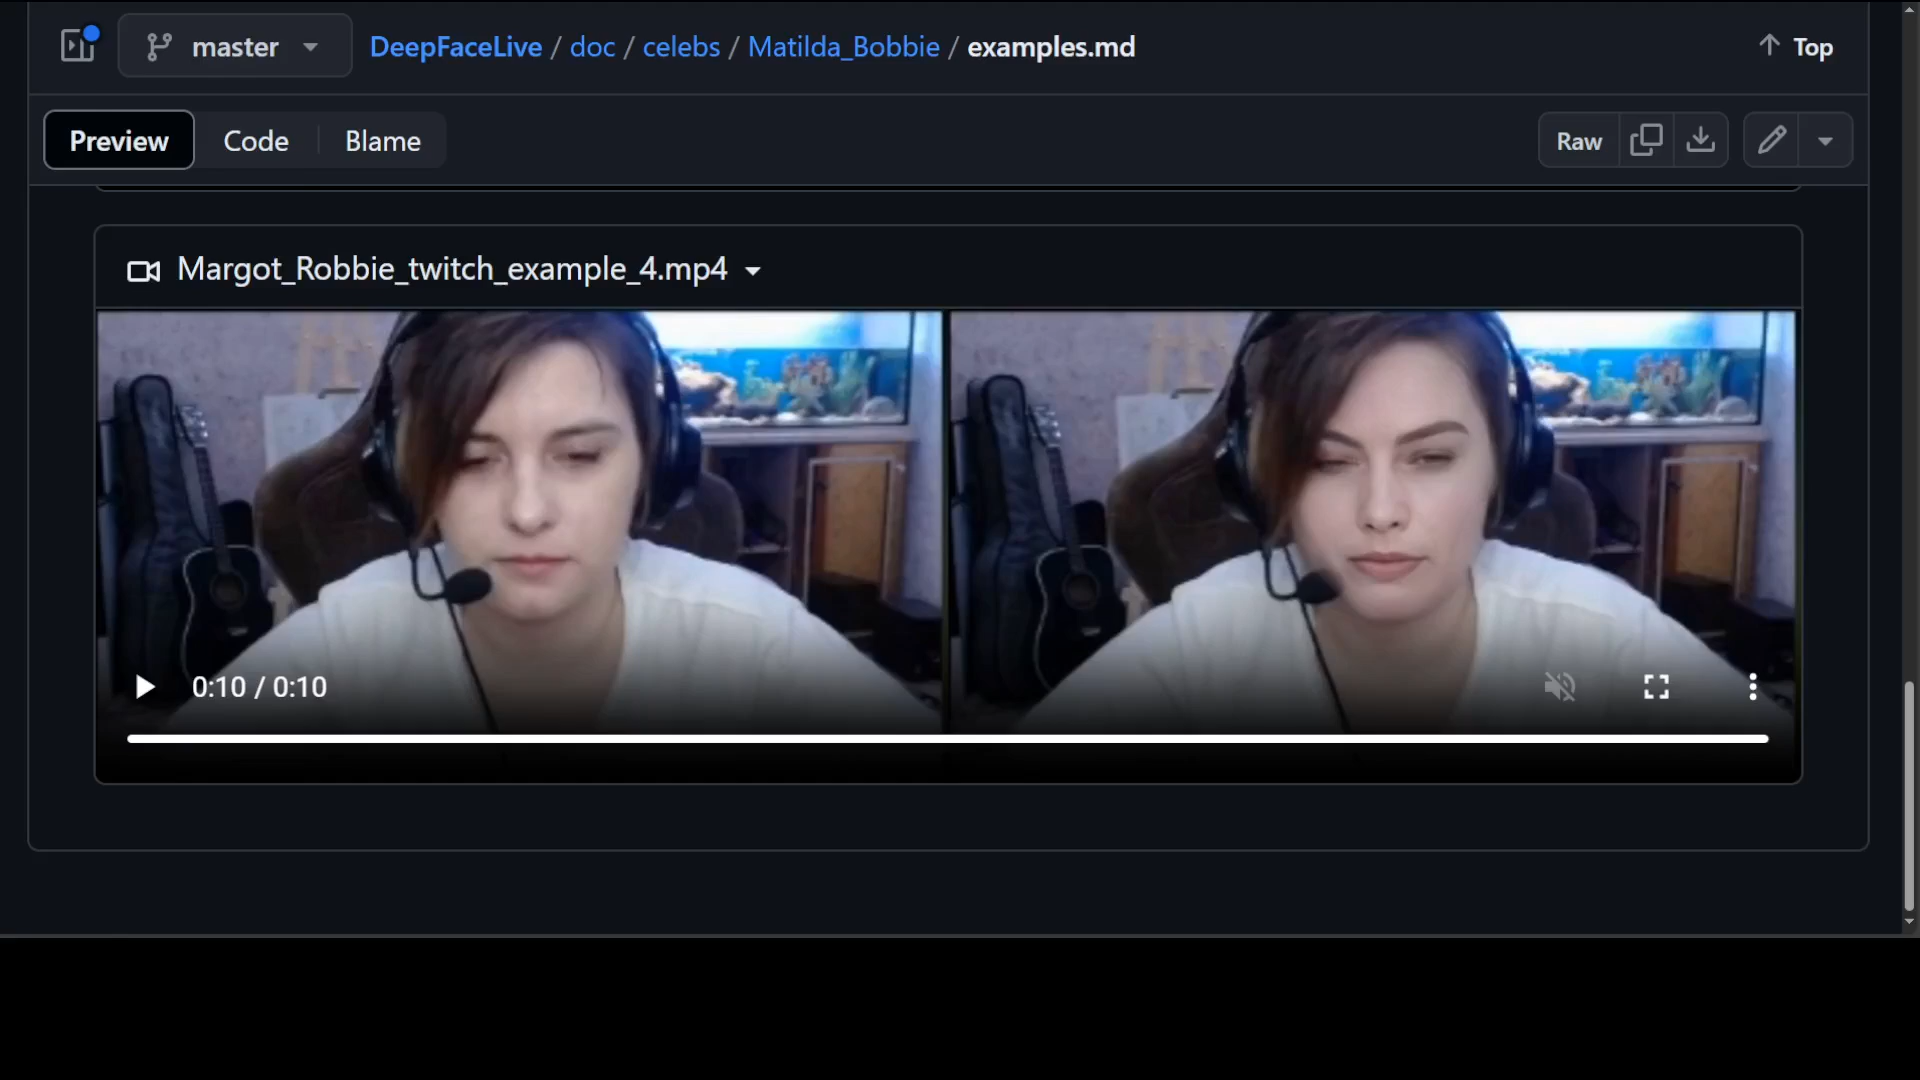 master DeepFaceLive / doc / celebs / Matilda_Bobbie / examples.md Top
Preview Code Blame Raw
Margot_Robbie_twitch_example_4.mp4
0:10 / 0:10